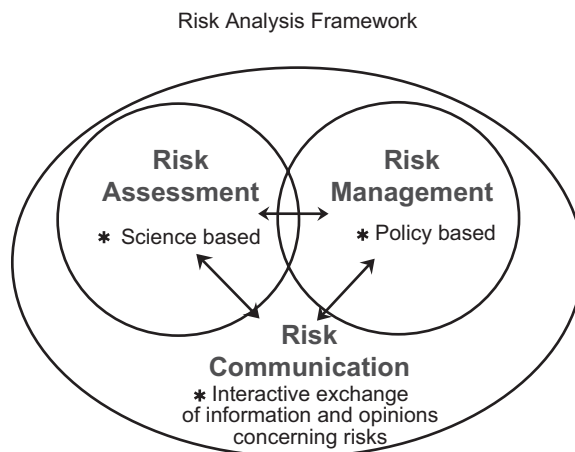 Risk Analysis Framework
Risk
Assessment
* Science based
Risk
Management
* Policy based
Risk
Communication
* Interactive exchange
of information and opinions
concerning risks